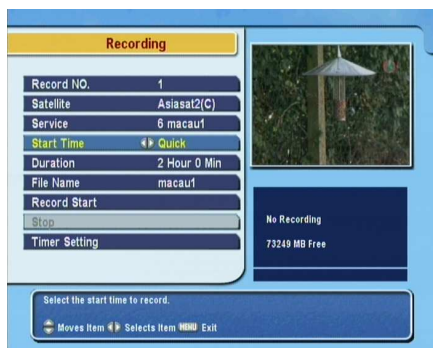 Recording
Record NO. 1
Satellite Asiasat2(C)
Service 6 macau1
Start Time Quick
Duration 2 Hour 0 Min
File Name macau1
Record Start
Stop
Timer Setting
No Recording
73249 MB Free
Select the start time to record.
Moves Item Selects Item MENU Exit